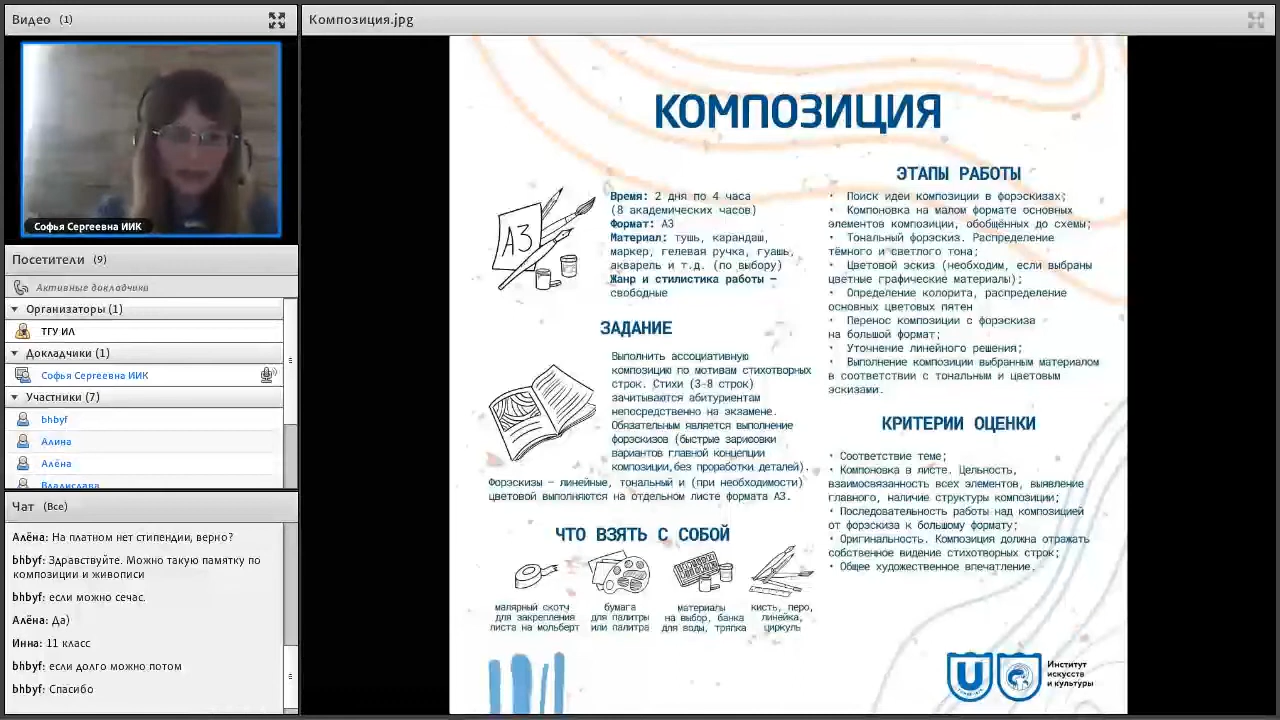 Видео (1)
Софья Сергеевна ИИК
Посетители (9)
Активные докладчики
Организаторы (1)
ТГУ ИЛ
Докладчики (1)
Софья Сергеевна ИИК
Участники (7)
bhbyf
Алина
Алёна
Владислава
Чат (Все)
Алёна: На платном нет стипендии, верно?
bhbyf: Здравствуйте. Можно такую памятку по
композиции и живописи
bhbyf: если можно сечас.
Алёна: Да)
Инна: 11 класс
bhbyf: если долго можно потом
bhbyf: Спасибо
Композиция.jpg
КОМПОЗИЦИЯ
А3
Время: 2 дня по 4 часа
(8 академических часов)
Формат: А3
Материал: тушь, карандаш,
маркер, гелевая ручка, гуашь,
акварель и т.д. (по выбору)
Жанр и стилистика работы –
свободные
ЗАДАНИЕ
Выполнить ассоциативную
композицию по мотивам стихотворных
строк. Стихи (3-8 строк)
зачитываются абитуриентам
непосредственно на экзамене.
Обязательным является выполнение
форэскизов (быстрые зарисовки
вариантов главной концепции
композиции,без проработки деталей).
Форэскизы – линейные, тональный и (при необходимости)
цветовой выполняются на отдельном листе формата А3.
ЧТО ВЗЯТЬ С СОБОЙ
малярный скотч
для закрепления
листа на мольберт
бумага
для палитры
или палитра
материалы
на выбор, банка
для воды, тряпка
кисть, перо,
линейка,
циркуль
ЭТАПЫ РАБОТЫ
• Поиск идеи композиции в форэскизах;
• Компоновка на малом формате основных
элементов композиции, обобщённых до схемы;
• Тональный форэскиз. Распределение
тёмного и светлого тона;
• Цветовой эскиз (необходим, если выбраны
цветные графические материалы);
• Определение колорита, распределение
основных цветовых пятен
• Перенос композиции с форэскиза
на большой формат;
• Уточнение линейного решения;
• Выполнение композиции выбранным материалом
в соответствии с тональным и цветовым
эскизами.
КРИТЕРИИ ОЦЕНКИ
• Соответствие теме;
• Компоновка в листе. Цельность,
взаимосвязанность всех элементов, выявление
главного, наличие структуры композиции;
• Последовательность работы над композицией
от форэскиза к большому формату;
• Оригинальность. Композиция должна отражать
собственное видение стихотворных строк;
• Общее художественное впечатление.
Институт
искусств
и культуры